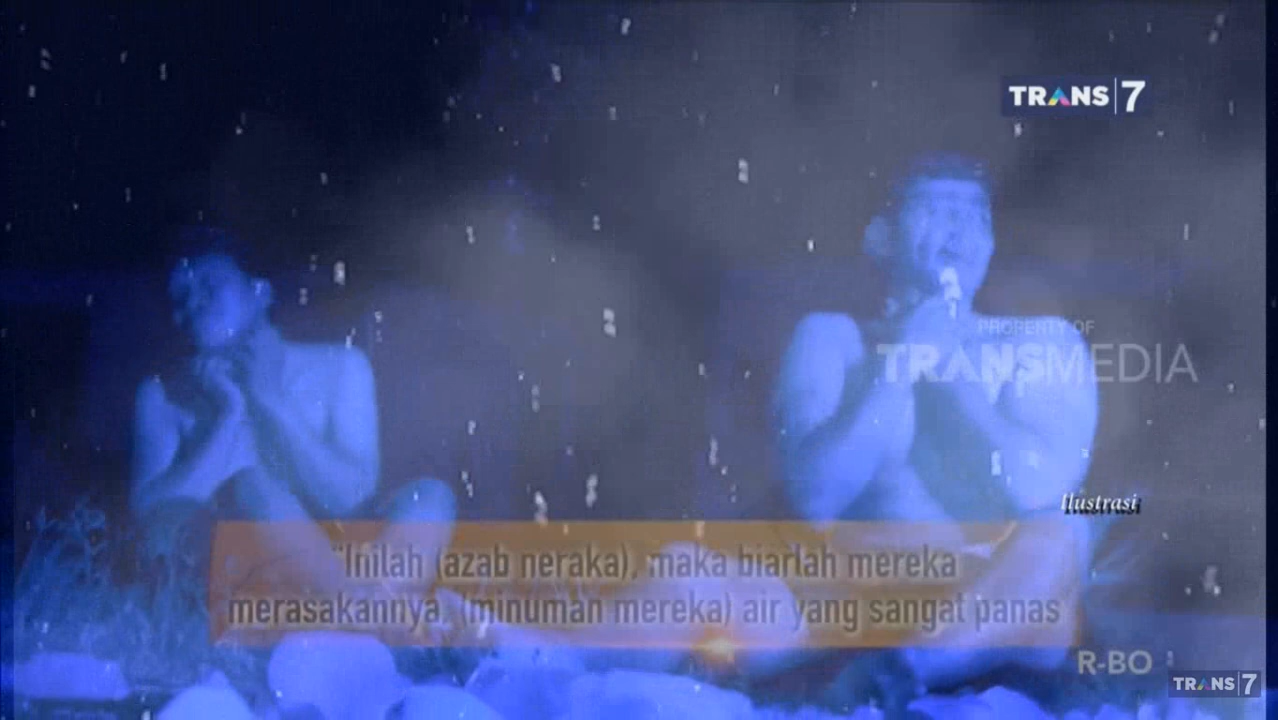 TRANS|7
PROPERTY OF
TRANSMEDIA
Ilustrasi
"Inilah (azab neraka), maka biarlah mereka
merasakannya, (minuman mereka) air yang sangat panas
R-BO
TRANS|7